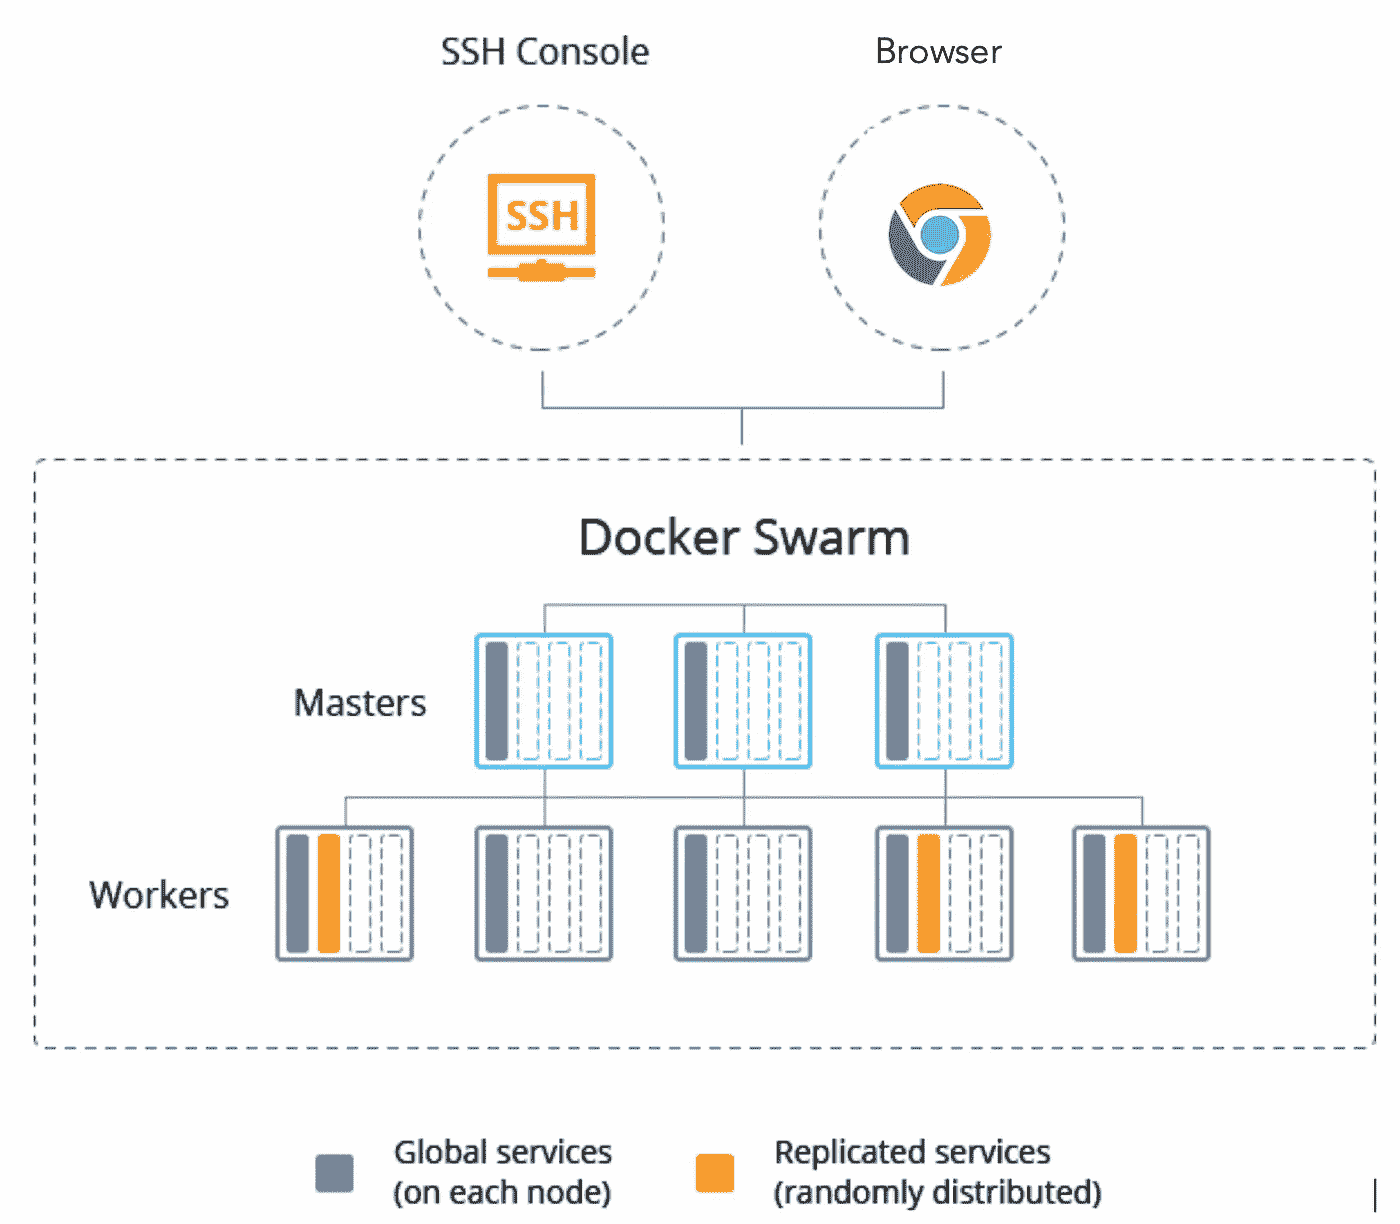 SSH Console
Browser
SSH
Docker Swarm
Masters
Workers
Global services
(on each node)
Replicated services
(randomly distributed)